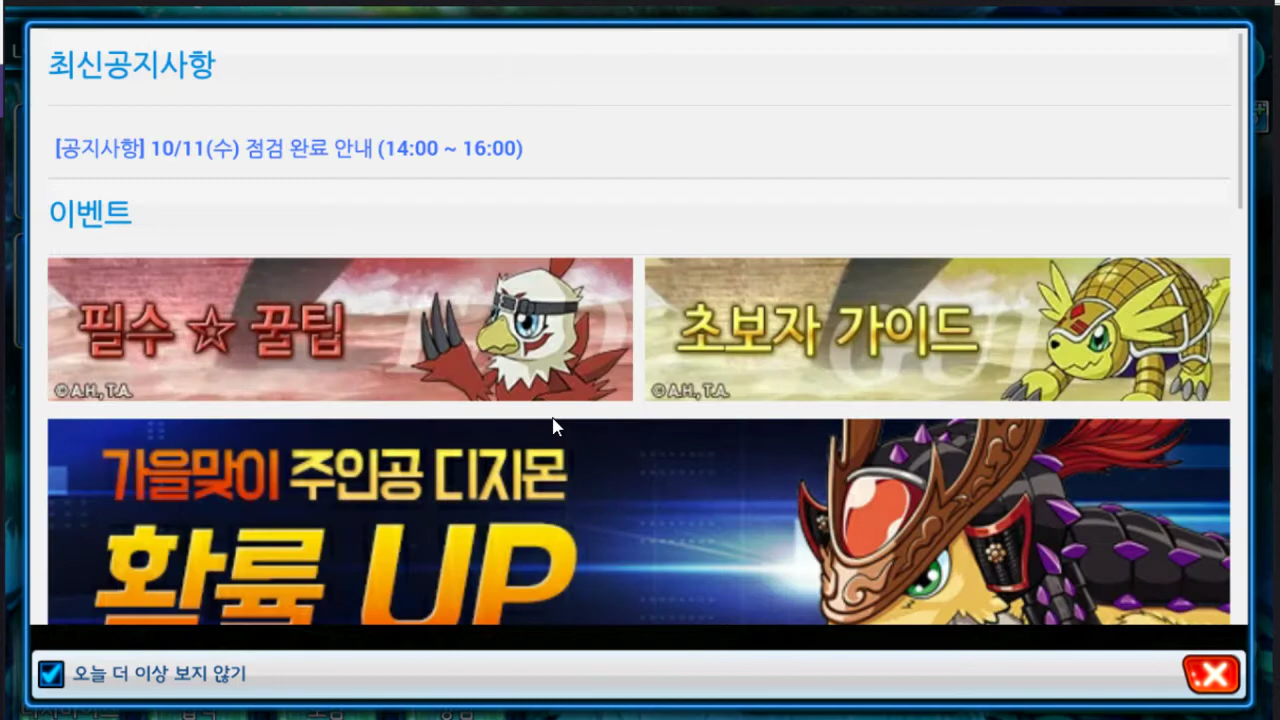 최신공지사항
[공지사항] 10/11(수) 점검 완료 안내 (14:00 ~ 16:00)
이벤트
필수 ☆ 꿀팁
©A.H., T.A.
초보자 가이드
©A.H., T.A.
가을맞이 주인공 디지몬
확률 UP
오늘 더 이상 보지 않기